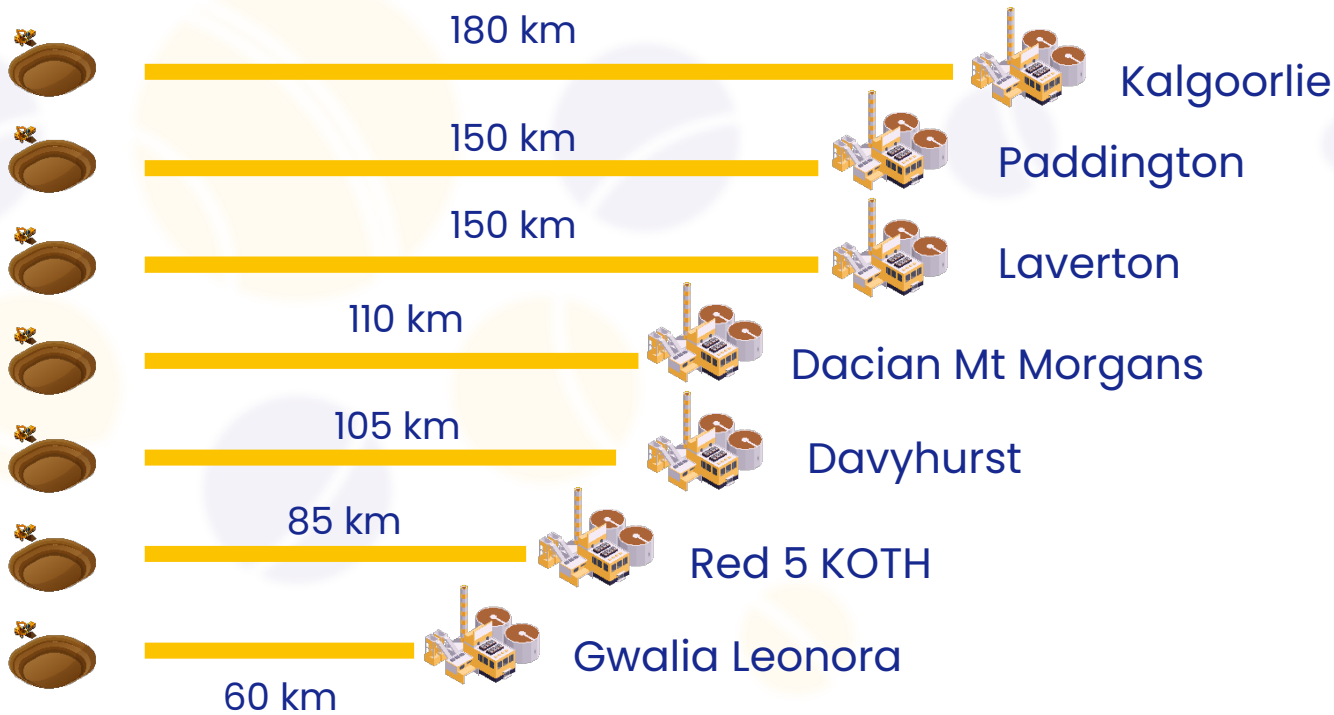 180 km
Kalgoorlie
150 km
Paddington
150 km
Laverton
110 km
Dacian Mt Morgans
105 km
Davyhurst
85 km
Red 5 KOTH
Gwalia Leonora
60 km